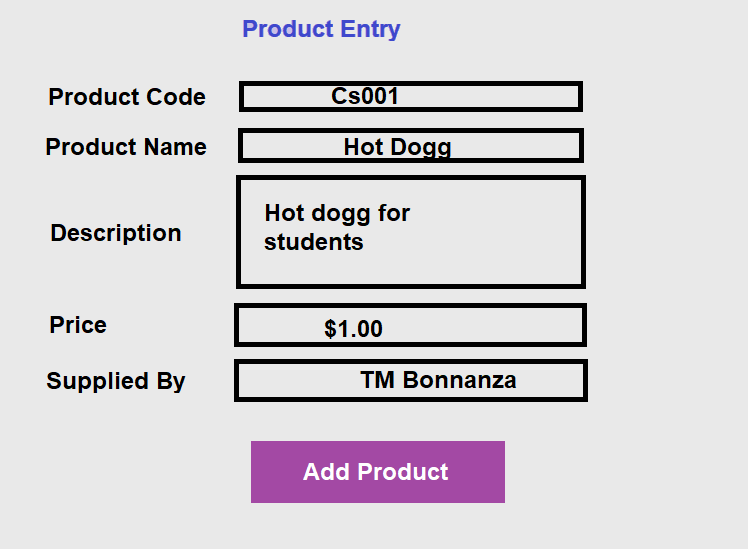 Product Entry
Product Code Cs001
Product Name Hot Dogg
Description Hot dogg for
students
Price $1.00
Supplied By TM Bonnanza
Add Product